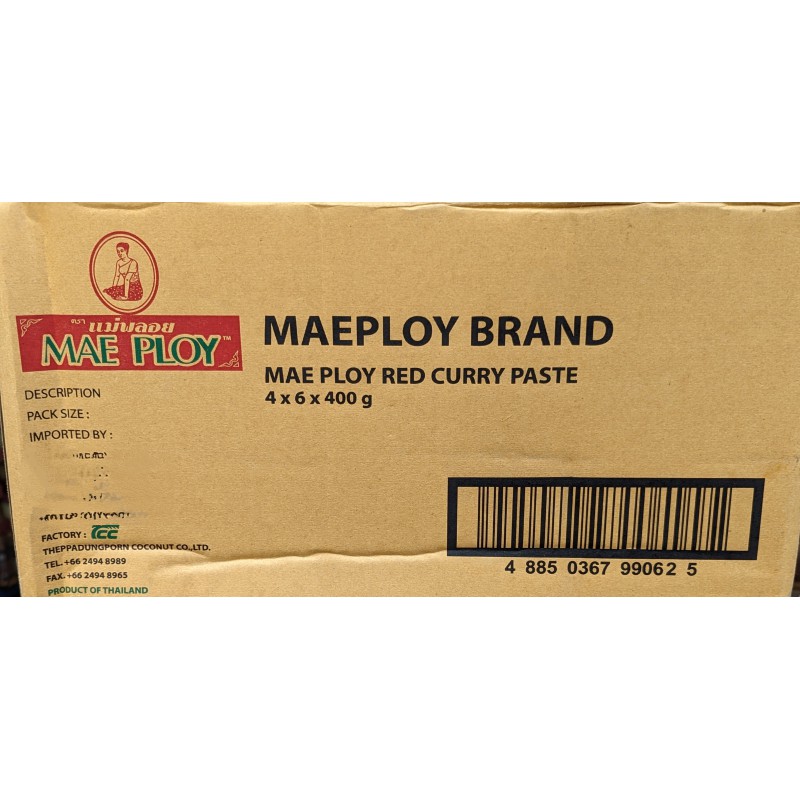 ตรา แม่พลอย
MAE PLOY™
MAEPLOY BRAND
MAE PLOY RED CURRY PASTE
4 x 6 x 400 g
DESCRIPTION
PACK SIZE :
IMPORTED BY :
FACTORY : TCC
THEPPADUNGPORN COCONUT CO.,LTD.
TEL.+66 2494 8989
FAX.+66 2494 8965
PRODUCT OF THAILAND
4 885 0367 99062 5